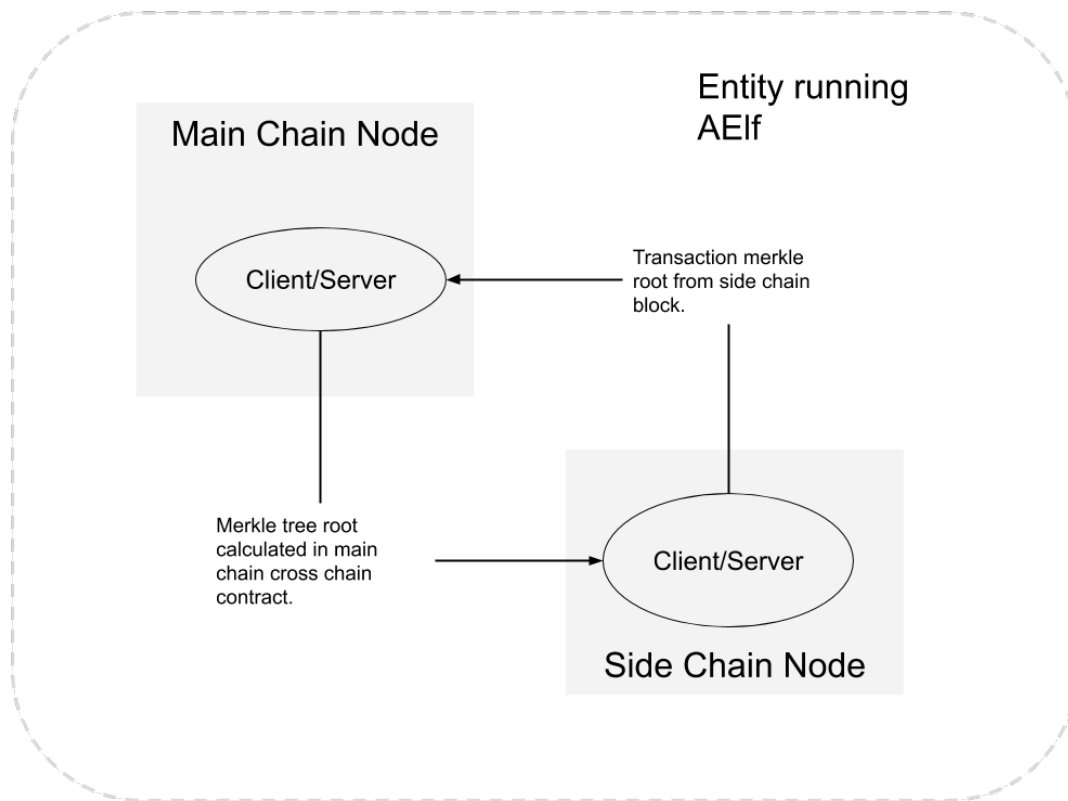 Entity running
AElf
Main Chain Node
Client/Server
Transaction merkle
root from side chain
block.
Merkle tree root
calculated in main
chain cross chain
contract.
Client/Server
Side Chain Node